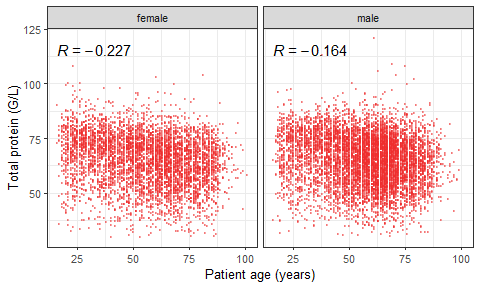 female
male
R = −0.227
R = −0.164
125
100
75
50
Total protein (G/L)
25
50
75
100
25
50
75
100
Patient age (years)